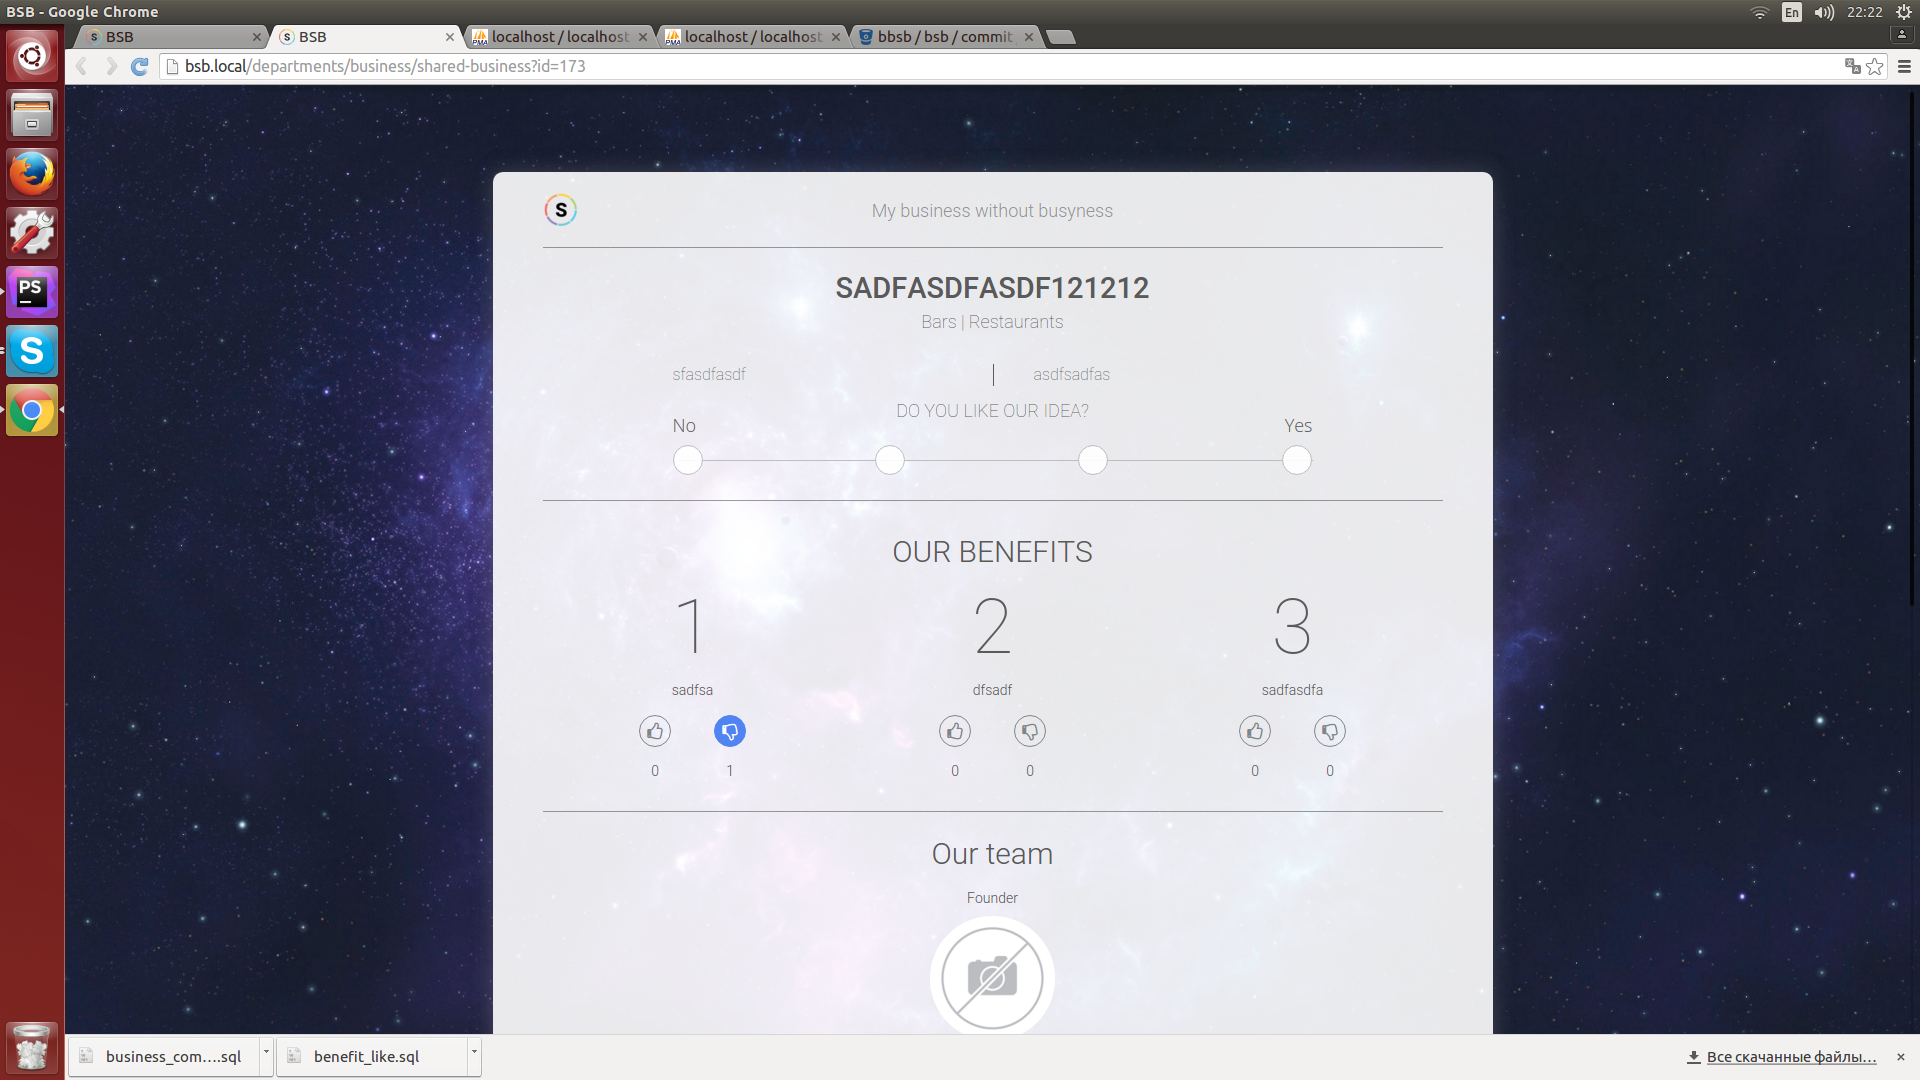 BSB - Google Chrome
En
22:22
BSB
BSB
localhost / localhost
localhost / localhost
bbsb / bsb / commit
bsb.local/departments/business/shared-business?id=173
S
My business without busyness
SADFASDFASDF121212
Bars | Restaurants
sfasdfasdf
asdfsadfas
DO YOU LIKE OUR IDEA?
No
Yes
OUR BENEFITS
1
2
3
sadfsa
dfsadf
sadfasdfa
0
1
0
0
0
0
Our team
Founder
PS
S
business_com....sql
benefit_like.sql
Все скачанные файлы...